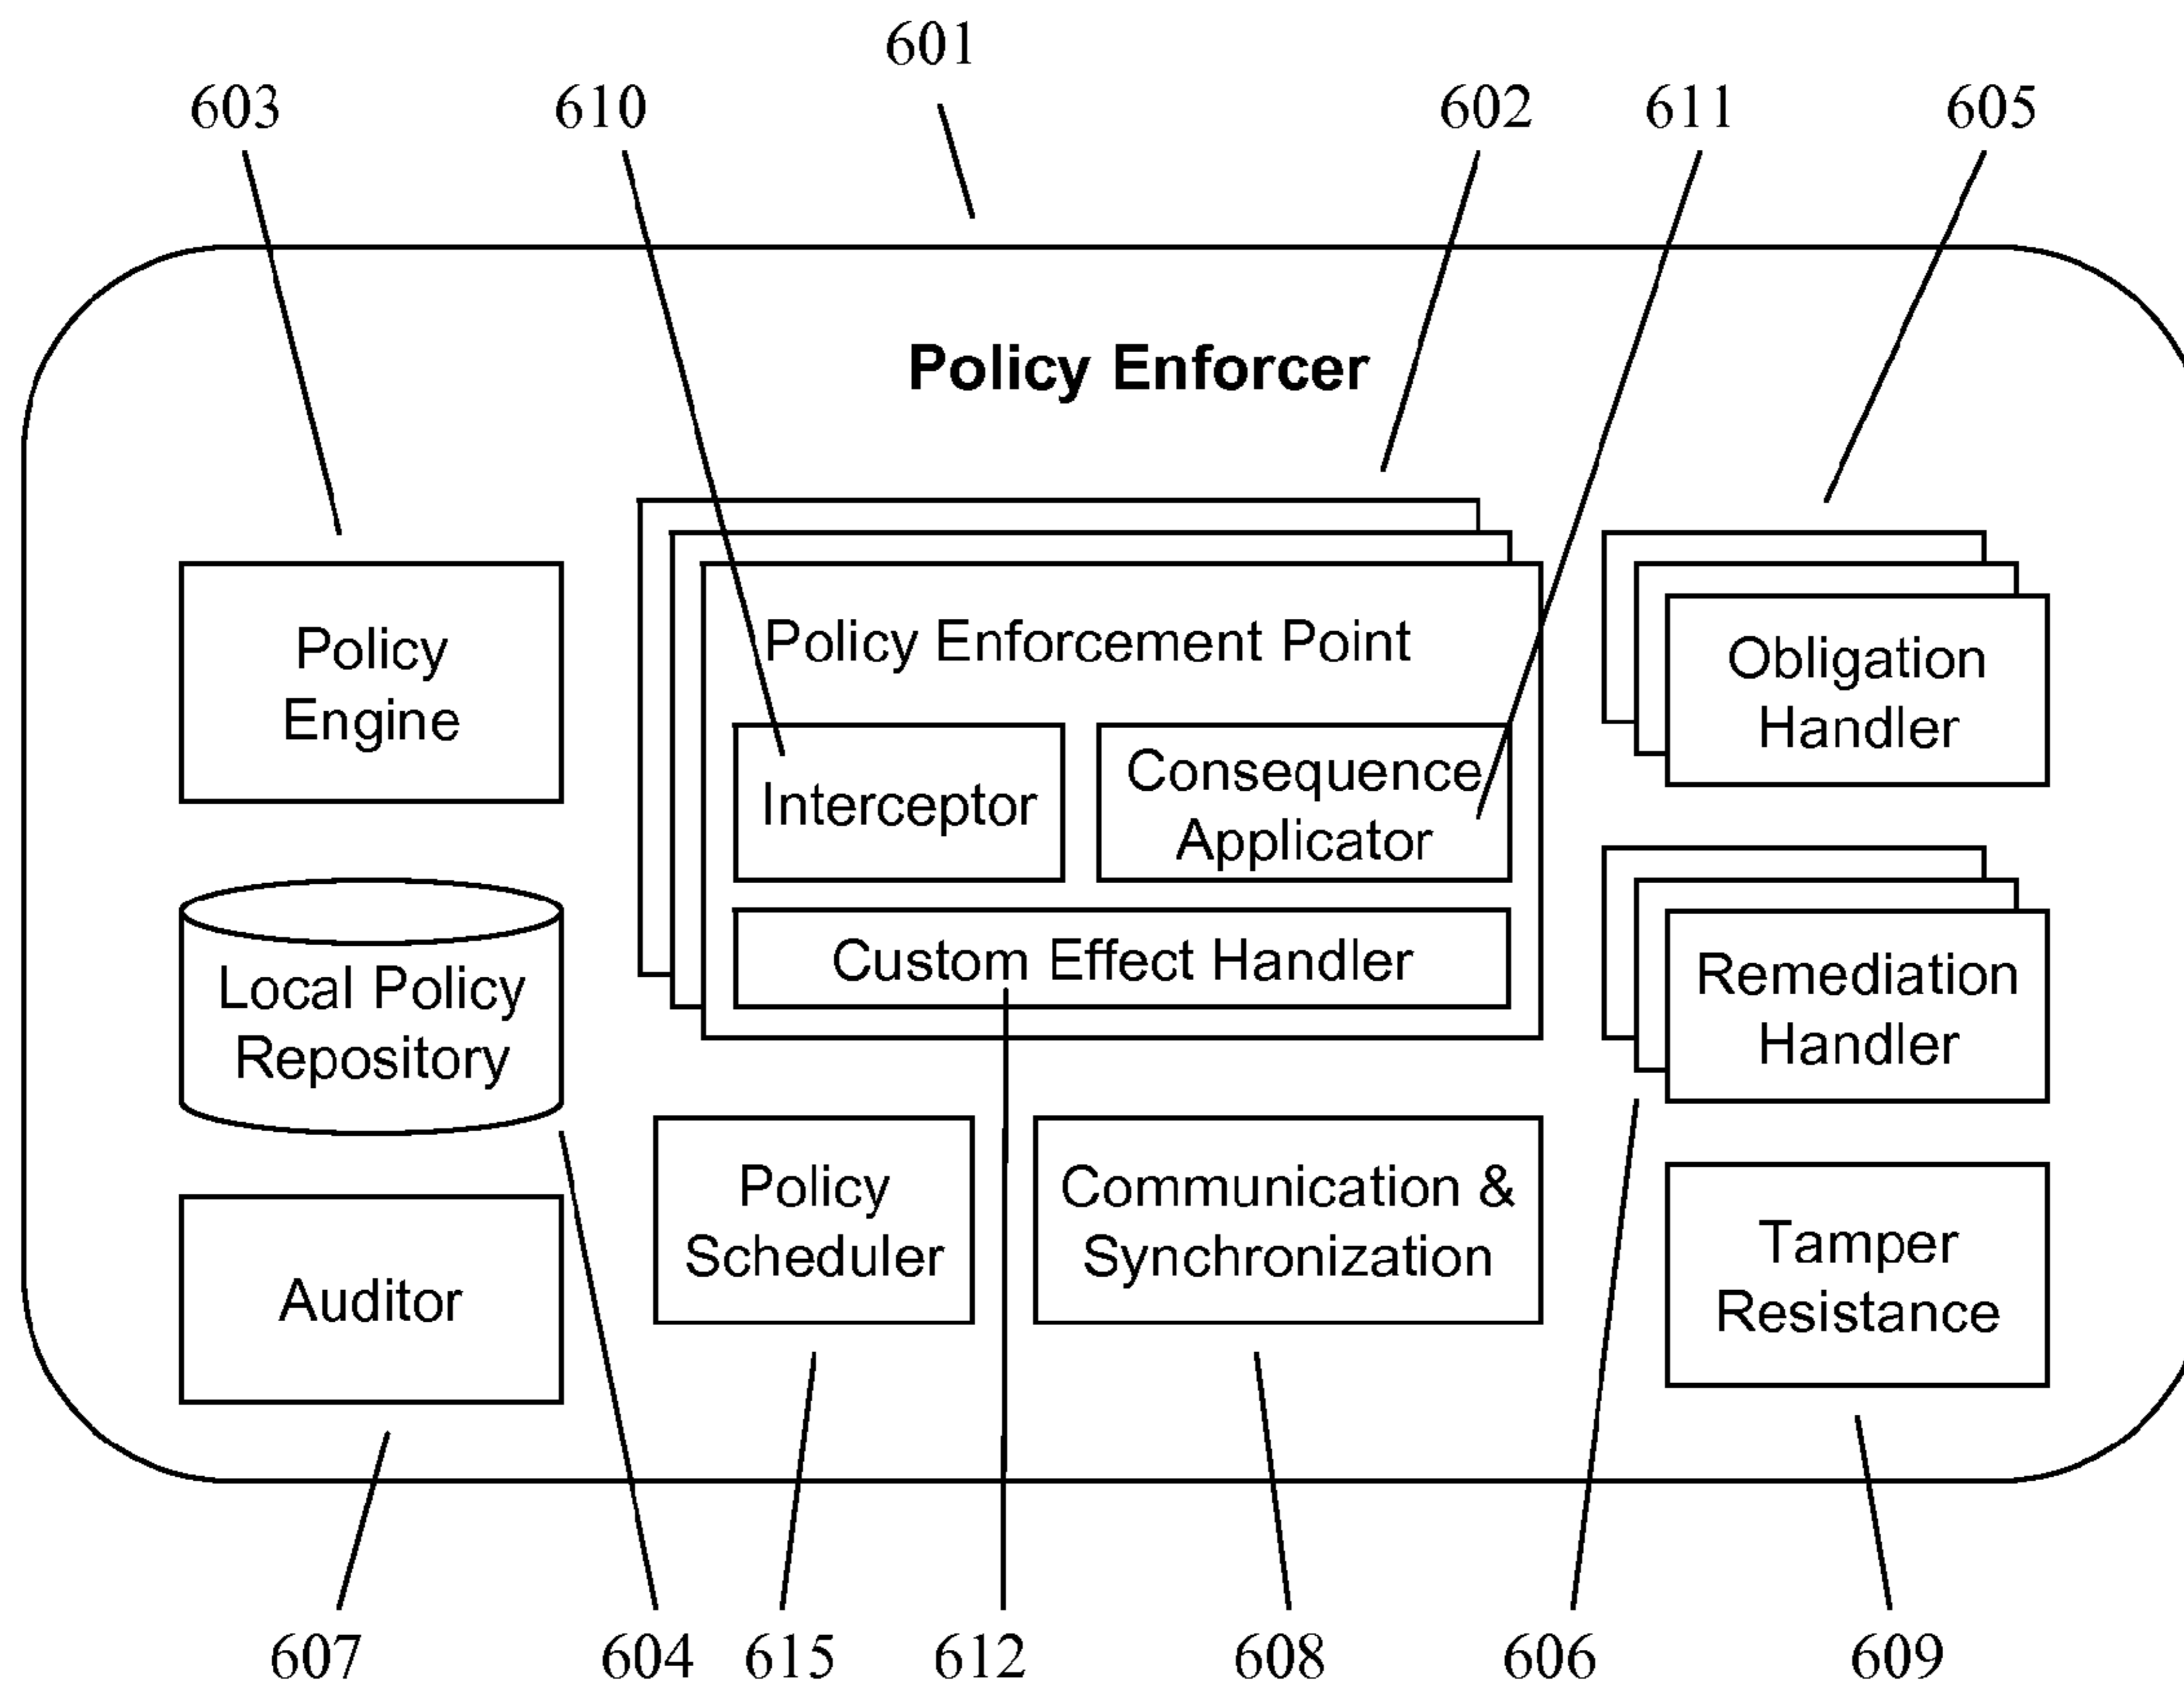 601
603
610
602
611
605
Policy Enforcer
Policy
Engine
Policy Enforcement Point
Interceptor
Consequence
Applicator
Custom Effect Handler
Obligation
Handler
Local Policy
Repository
Remediation
Handler
Auditor
Policy
Scheduler
Communication &
Synchronization
Tamper
Resistance
607
604
615
612
608
606
609